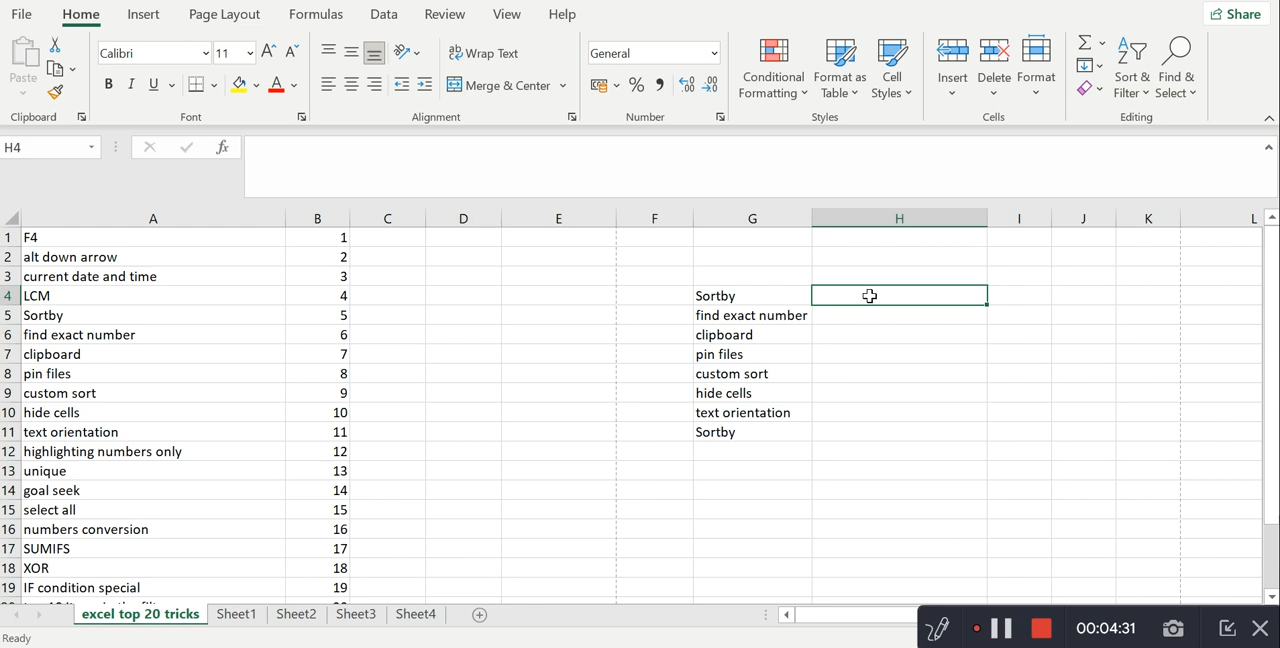 File Home Insert Page Layout Formulas Data Review View Help Share
Paste Calibri 11 Wrap Text General Conditional Formatting Format as Table Cell Styles Insert Delete Format Sort & Filter Find & Select
B I U Merge & Center %
Clipboard Font Alignment Number Styles Cells Editing
H4 fx
A B C D E F G H I J K L
1 F4 1
2 alt down arrow 2
3 current date and time 3
4 LCM 4 Sortby
5 Sortby 5 find exact number
6 find exact number 6 clipboard
7 clipboard 7 pin files
8 pin files 8 custom sort
9 custom sort 9 hide cells
10 hide cells 10 text orientation
11 text orientation 11 Sortby
12 highlighting numbers only 12
13 unique 13
14 goal seek 14
15 select all 15
16 numbers conversion 16
17 SUMIFS 17
18 XOR 18
19 IF condition special 19
excel top 20 tricks Sheet1 Sheet2 Sheet3 Sheet4
Ready 00:04:31